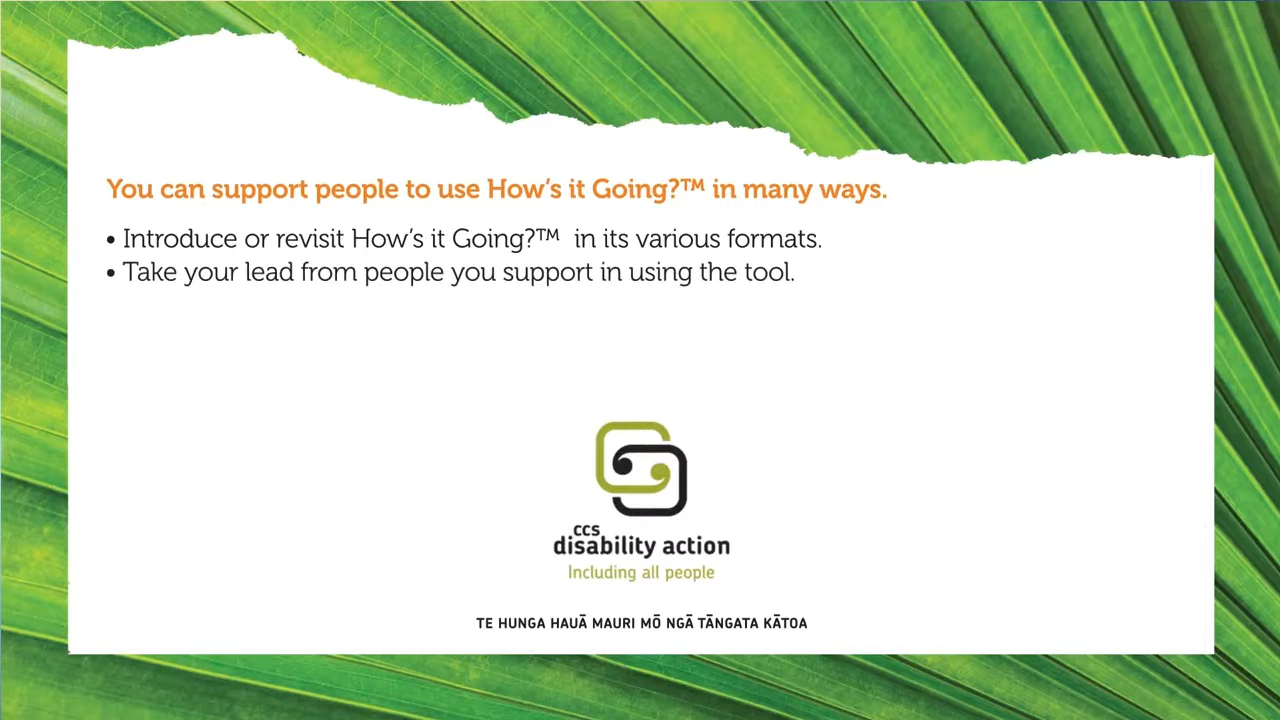 You can support people to use How's it Going?™ in many ways.
• Introduce or revisit How's it Going?™ in its various formats.
• Take your lead from people you support in using the tool.
ccs
disability action
Including all people
TE HUNGA HAUĀ MAURI MŌ NGĀ TĀNGATA KĀTOA